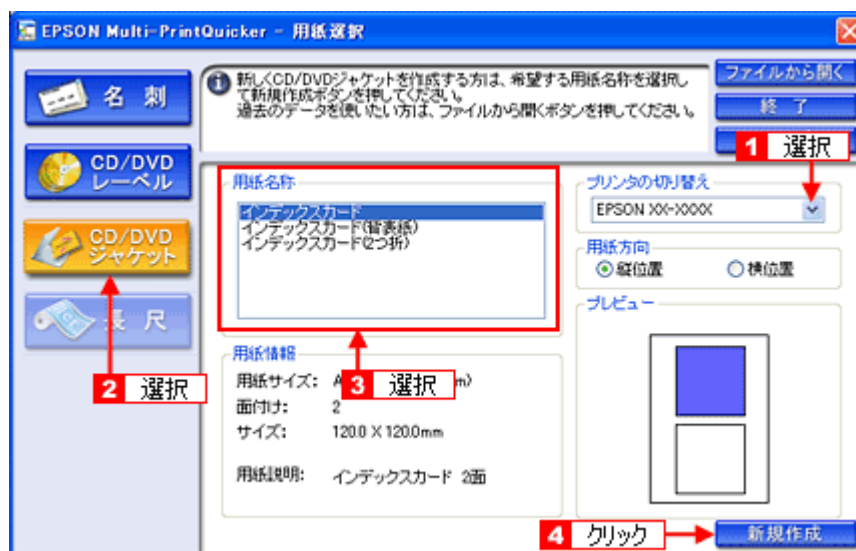 EPSON Multi-PrintQuicker - 用紙選択
名 刺
CD/DVD
レーベル
CD/DVD
ジャケット
長 尺
新しくCD/DVDジャケットを作成する方は、希望する用紙名称を選択し
て新規作成ボタンを押してください。
過去のデータを使いたい方は、ファイルから開くボタンを押してください。
ファイルから開く
終 了
1 選択
用紙名称
インデックスカード
インデックスカード(背表紙)
インデックスカード(2つ折)
プリンタの切り替え
EPSON XX-XXXX
用紙方向
縦位置
横位置
プレビュー
2 選択
3 選択
用紙情報
用紙サイズ: A m)
面付け: 2
サイズ: 120.0 X 120.0mm
用紙説明: インデックスカード 2面
4 クリック
新規作成